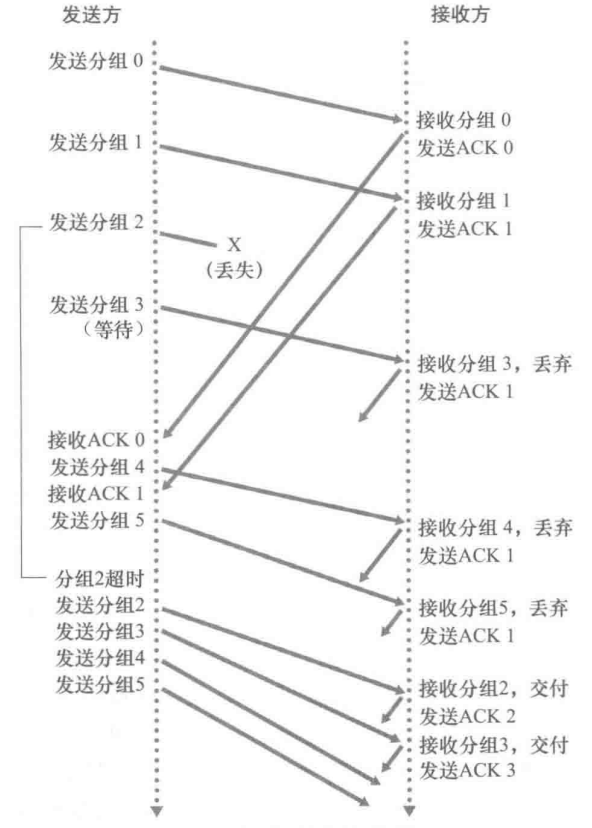 发送方
接收方
发送分组 0
接收分组 0
发送ACK 0
发送分组 1
接收分组 1
发送ACK 1
发送分组 2
X
(丢失)
发送分组 3
（等待）
接收分组 3，丢弃
发送ACK 1
接收ACK 0
发送分组 4
接收ACK 1
发送分组 5
接收分组 4，丢弃
发送ACK 1
分组2超时
发送分组2
发送分组3
发送分组4
发送分组5
接收分组5，丢弃
发送ACK 1
接收分组2，交付
发送ACK 2
接收分组3，交付
发送ACK 3